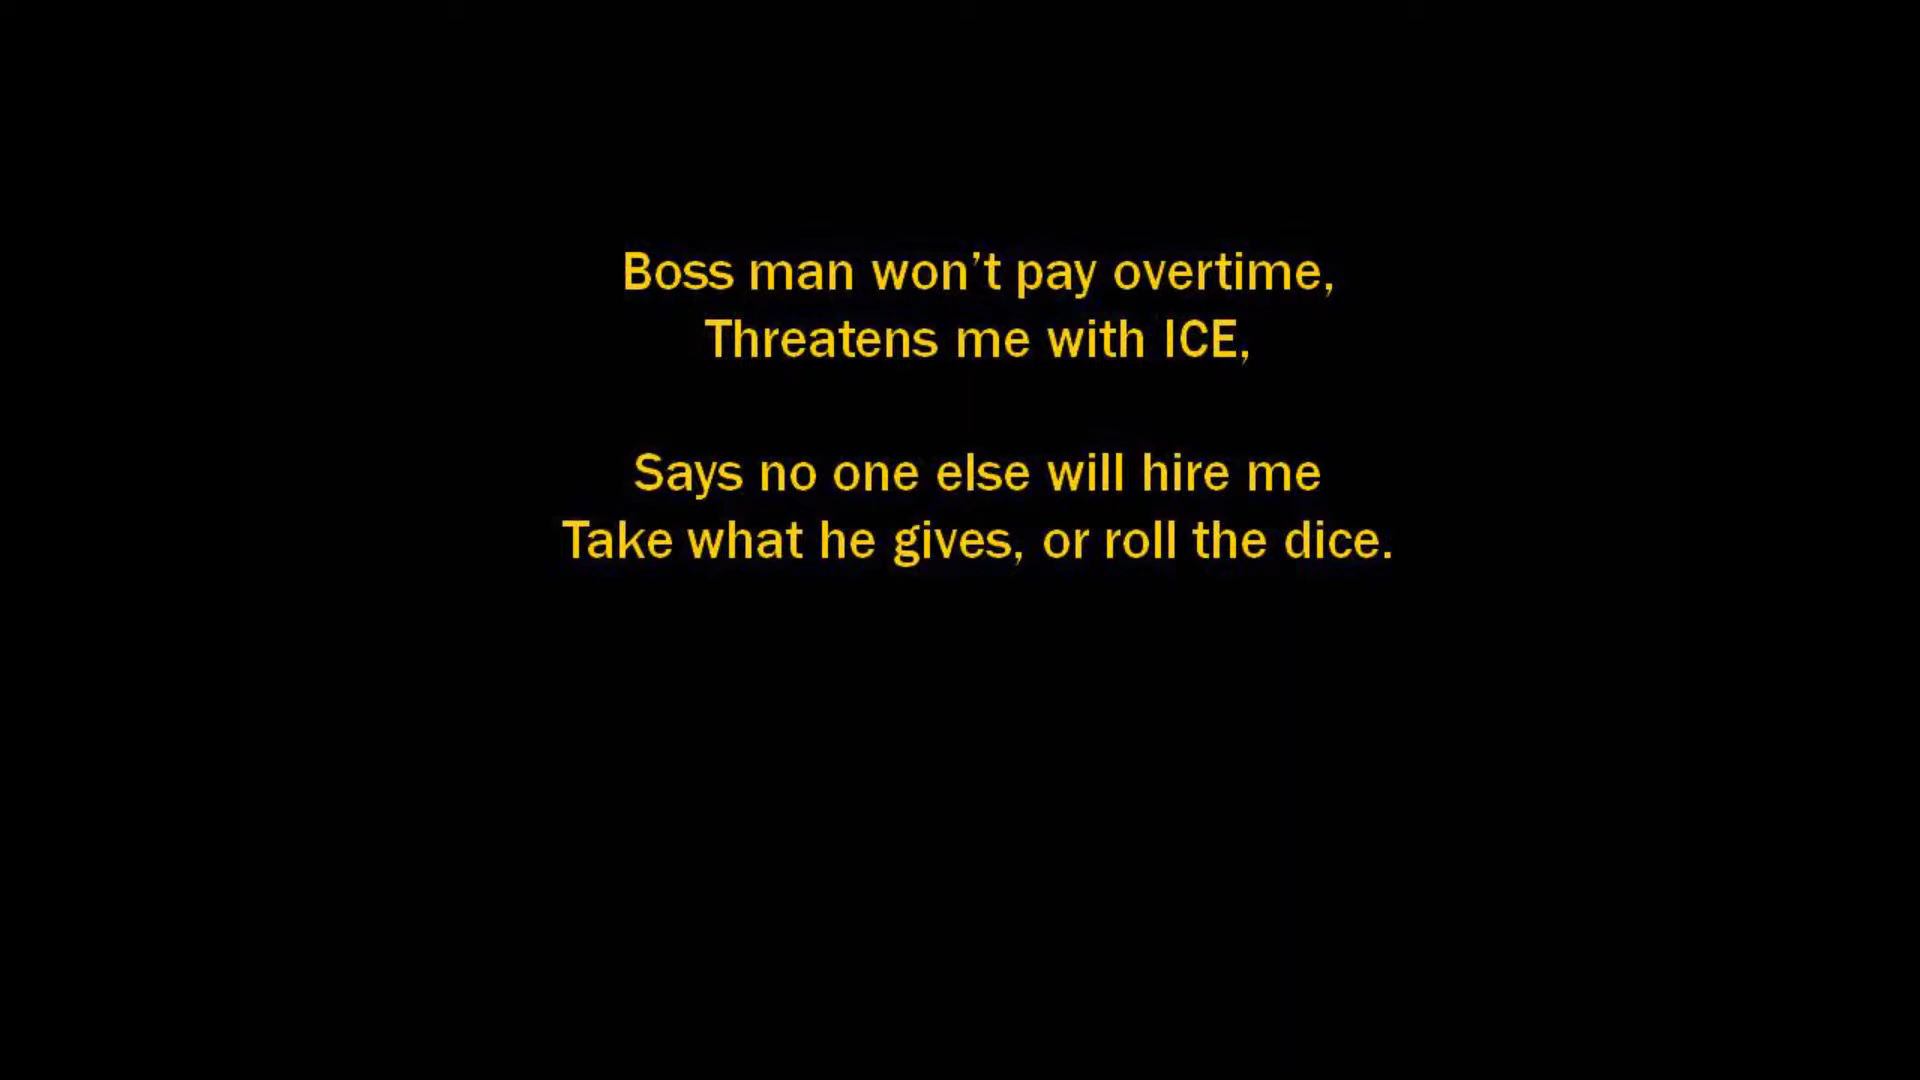 Boss man won’t pay overtime,
Threatens me with ICE,
Says no one else will hire me
Take what he gives, or roll the dice.